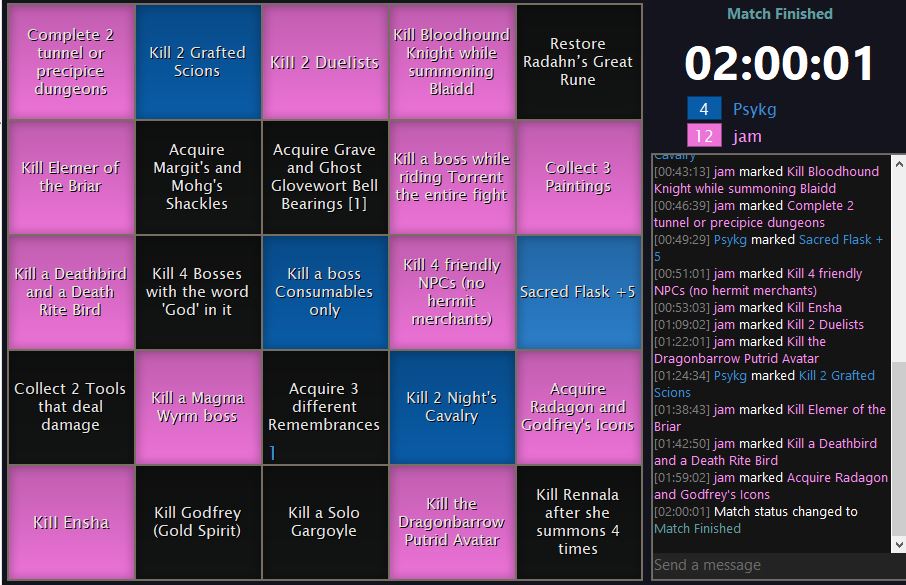 Complete 2
tunnel or
precipice
dungeons
Kill 2 Grafted
Scions
Kill 2 Duelists
Kill Bloodhound
Knight while
summoning
Blaidd
Restore
Radahn's Great
Rune
Kill Elemer of
the Briar
Acquire
Margit's and
Mohg's
Shackles
Acquire Grave
and Ghost
Glovewort Bell
Bearings [1]
Kill a boss while
riding Torrent
the entire fight
Collect 3
Paintings
Kill a Deathbird
and a Death
Rite Bird
Kill 4 Bosses
with the word
'God' in it
Kill a boss
Consumables
only
Kill 4 friendly
NPCs (no
hermit
merchants)
Sacred Flask +5
Collect 2 Tools
that deal
damage
Kill a Magma
Wyrm boss
Acquire 3
different
Remembrances
1
Kill 2 Night's
Cavalry
Acquire
Radagon and
Godfrey's Icons
Kill Ensha
Kill Godfrey
(Gold Spirit)
Kill a Solo
Gargoyle
Kill the
Dragonbarrow
Putrid Avatar
Kill Rennala
after she
summons 4
times
Match Finished
02:00:01
4 Psykg
12 jam
Cavalry
[00:43:13] jam marked Kill Bloodhound
Knight while summoning Blaidd
[00:46:39] jam marked Complete 2
tunnel or precipice dungeons
[00:49:29] Psykg marked Sacred Flask +
5
[00:51:01] jam marked Kill 4 friendly
NPCs (no hermit merchants)
[00:53:03] jam marked Kill Ensha
[01:09:02] jam marked Kill 2 Duelists
[01:22:01] jam marked Kill the
Dragonbarrow Putrid Avatar
[01:24:34] Psykg marked Kill 2 Grafted
Scions
[01:38:43] jam marked Kill Elemer of the
Briar
[01:42:50] jam marked Kill a Deathbird
and a Death Rite Bird
[01:59:02] jam marked Acquire Radagon
and Godfrey's Icons
[02:00:01] Match status changed to
Match Finished
Send a message